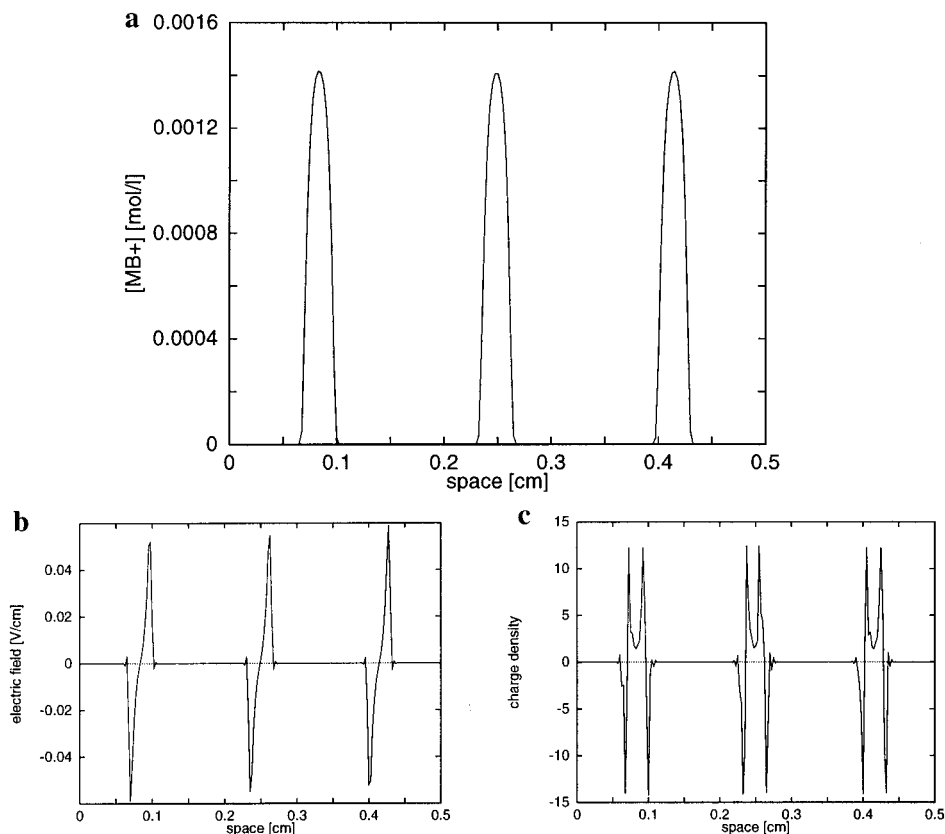 a
0.0016
0.0012
0.0008
0.0004
0
[MB+] [mol/l]
0 0.1 0.2 0.3 0.4 0.5
space [cm]
b
0.04
0.02
0
-0.02
-0.04
electric field [V/cm]
0 0.1 0.2 0.3 0.4 0.5
space [cm]
c
15
10
5
0
-5
-10
-15
charge density
0 0.1 0.2 0.3 0.4 0.5
space [cm]